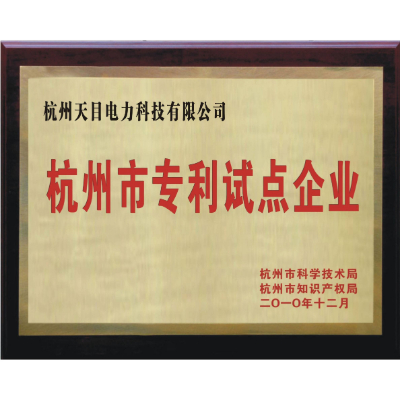 杭州天目电力科技有限公司
杭州市专利试点企业
杭州市科学技术局
杭州市知识产权局
二〇一〇年十二月